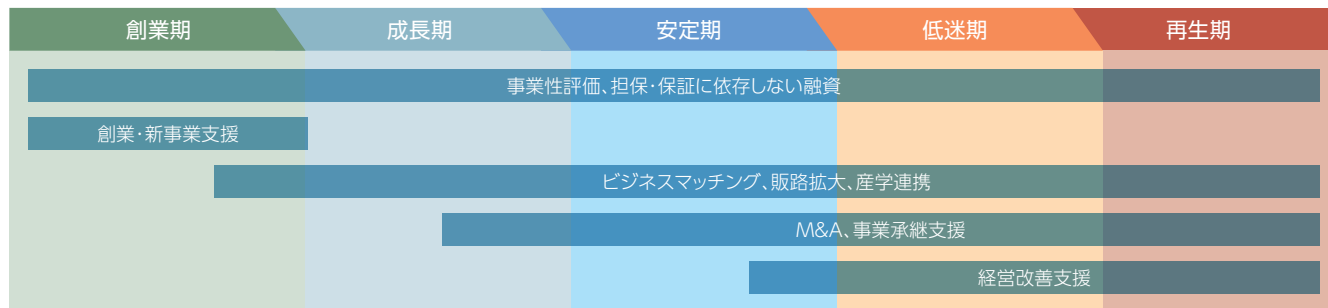 創業期
成長期
安定期
低迷期
再生期
事業性評価、担保・保証に依存しない融資
創業・新事業支援
ビジネスマッチング、販路拡大、産学連携
M&A、事業承継支援
経営改善支援